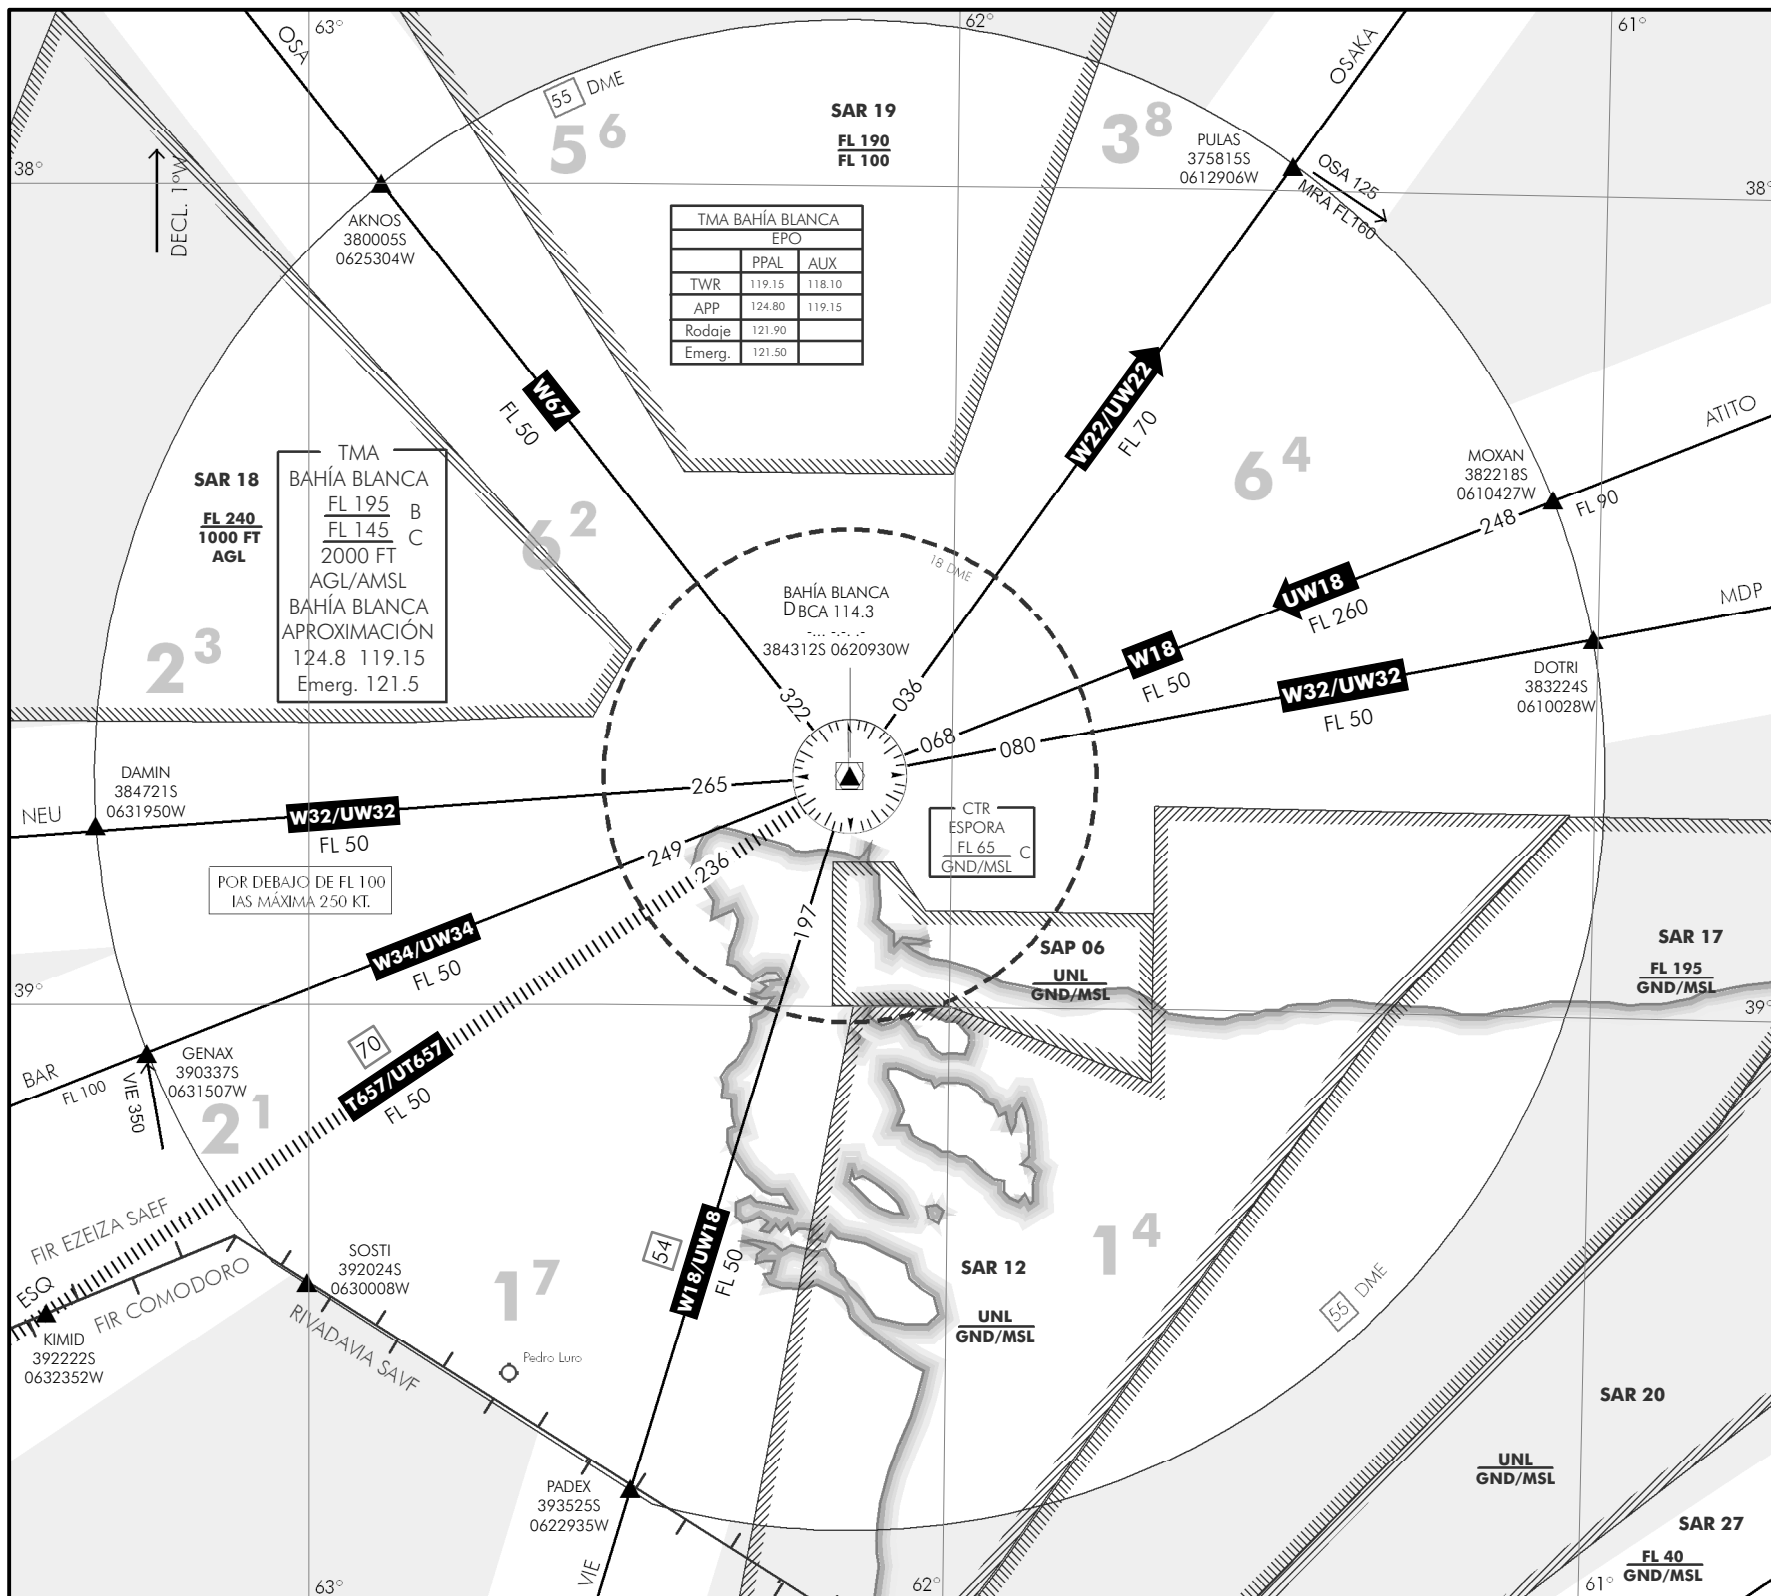 63°
62°
61°
OSA
OSAKA
55 DME
5 6
SAR 19
FL 190
FL 100
3 8
PULAS
375815S
0612906W
OSA 125
MRA FL160
38°
38°
DECL. 1°W
AKNOS
380005S
0625304W
TMA BAHÍA BLANCA
EPO
PPAL AUX
TWR 119.15 118.10
APP 124.80 119.15
Rodaje 121.90
Emerg. 121.50
W67
FL 50
W22/UW22
FL 70
ATITO
6 4
MOXAN
382218S
0610427W
FL 90
248
SAR 18
FL 240
1000 FT
AGL
TMA
BAHÍA BLANCA
FL 195 B
FL 145 C
2000 FT
AGL/AMSL
BAHÍA BLANCA
APROXIMACIÓN
124.8 119.15
Emerg. 121.5
6 2
2 3
18 DME
BAHÍA BLANCA
D BCA 114.3
-... -.-. .-
384312S 0620930W
UW18
FL 260
MDP
W18
FL 50
W32/UW32
FL 50
DOTRI
383224S
0610028W
322
036
068
080
DAMIN
384721S
0631950W
NEU
W32/UW32
FL 50
265
249
236
197
CTR
ESPORA
FL 65 C
GND/MSL
POR DEBAJO DE FL 100
IAS MÁXIMA 250 KT.
W34/UW34
FL 50
SAP 06
UNL
GND/MSL
SAR 17
FL 195
GND/MSL
39°
39°
BAR
FL 100
GENAX
390337S
0631507W
VIE 350
70
T657/UT657
FL 50
2 1
FIR EZEIZA SAEF
FIR COMODORO
RIVADAVIA SAVF
ESQ
KIMID
392222S
0632352W
SOSTI
392024S
0630008W
1 7
54
W18/UW18
FL 50
1 4
SAR 12
UNL
GND/MSL
55 DME
Pedro Luro
SAR 20
UNL
GND/MSL
PADEX
393525S
0622935W
VIE
SAR 27
FL 40
GND/MSL
63°
62°
61°